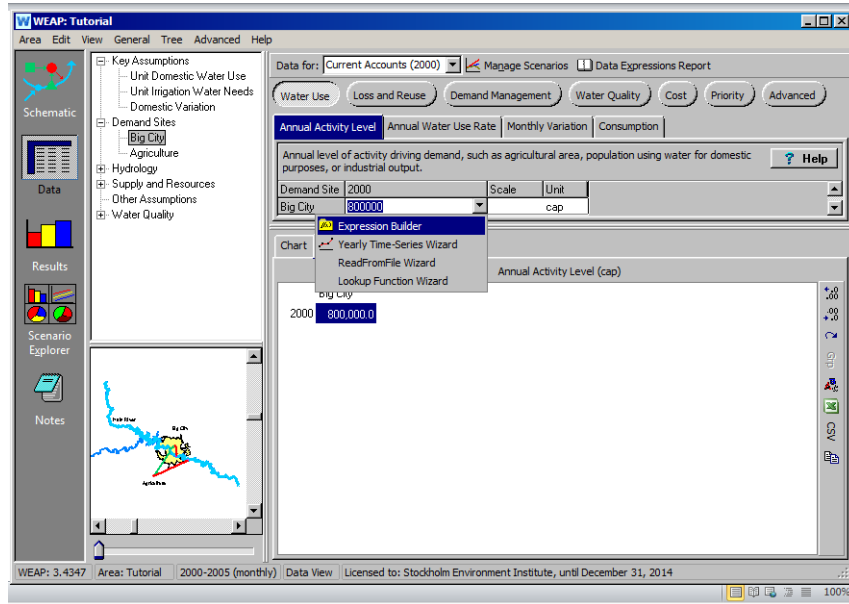 WEAP: Tutorial
Area Edit View General Tree Advanced Help
Schematic
Data
Results
Scenario
Explorer
Notes
Key Assumptions
Unit Domestic Water Use
Unit Irrigation Water Needs
Domestic Variation
Demand Sites
Big City
Agriculture
Hydrology
Supply and Resources
Other Assumptions
Water Quality
Data for: Current Accounts (2000) Manage Scenarios Data Expressions Report
Water Use Loss and Reuse Demand Management Water Quality Cost Priority Advanced
Annual Activity Level Annual Water Use Rate Monthly Variation Consumption
Annual level of activity driving demand, such as agricultural area, population using water for domestic
purposes, or industrial output.
? Help
Demand Site 2000 Scale Unit
Big City 800000 cap
Expression Builder
Yearly Time-Series Wizard
ReadFromFile Wizard
Lookup Function Wizard
Chart
Annual Activity Level (cap)
Big City
2000 800,000.0
CSV
Main River
Big City
Agriculture
WEAP: 3.4347 Area: Tutorial 2000-2005 (monthly) Data View Licensed to: Stockholm Environment Institute, until December 31, 2014
100%